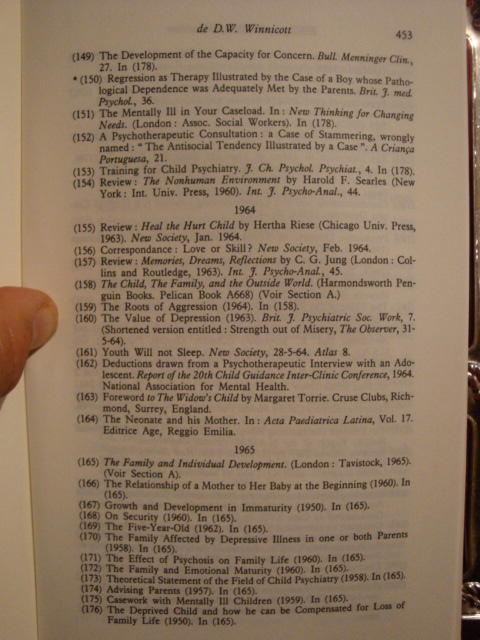 de D.W. Winnicott
453
(149) The Development of the Capacity for Concern. Bull. Menninger Clin.,
27. In (178).
*(150) Regression as Therapy Illustrated by the Case of a Boy whose Patho-
logical Dependence was Adequately Met by the Parents. Brit. J. med.
Psychol., 36.
(151) The Mentally Ill in Your Caseload. In: New Thinking for Changing
Needs. (London: Assoc. Social Workers). In (178).
(152) A Psychotherapeutic Consultation: a Case of Stammering, wrongly
named: “ The Antisocial Tendency Illustrated by a Case ”. A Criança
Portuguesa, 21.
(153) Training for Child Psychiatry. J. Ch. Psychol. Psychiat., 4. In (178).
(154) Review: The Nonhuman Environment by Harold F. Searles (New
York: Int. Univ. Press, 1960). Int. J. Psycho-Anal., 44.
1964
(155) Review: Heal the Hurt Child by Hertha Riese (Chicago Univ. Press,
1963). New Society, Jan. 1964.
(156) Correspondance: Love or Skill? New Society, Feb. 1964.
(157) Review: Memories, Dreams, Reflections by C. G. Jung (London: Col-
lins and Routledge, 1963). Int. J. Psycho-Anal., 45.
(158) The Child, The Family, and the Outside World. (Harmondsworth Pen-
guin Books. Pelican Book A668) (Voir Section A.)
(159) The Roots of Aggression (1964). In (158).
(160) The Value of Depression (1963). Brit. J. Psychiatric Soc. Work, 7.
(Shortened version entitled: Strength out of Misery, The Observer, 31-
5-64).
(161) Youth Will not Sleep. New Society, 28-5-64. Atlas 8.
(162) Deductions drawn from a Psychotherapeutic Interview with an Ado-
lescent. Report of the 20th Child Guidance Inter-Clinic Conference, 1964.
National Association for Mental Health.
(163) Foreword to The Widow's Child by Margaret Torrie. Cruse Clubs, Rich-
mond, Surrey, England.
(164) The Neonate and his Mother. In: Acta Paediatrica Latina, Vol. 17.
Editrice Age, Reggio Emilia.
1965
(165) The Family and Individual Development. (London: Tavistock, 1965).
(Voir Section A).
(166) The Relationship of a Mother to Her Baby at the Beginning (1960). In
(165).
(167) Growth and Development in Immaturity (1950). In (165).
(168) On Security (1960). In (165).
(169) The Five-Year-Old (1962). In (165).
(170) The Family Affected by Depressive Illness in one or both Parents
(1958). In (165).
(171) The Effect of Psychosis on Family Life (1960). In (165).
(172) The Family and Emotional Maturity (1960). In (165).
(173) Theoretical Statement of the Field of Child Psychiatry (1958). In (165).
(174) Advising Parents (1957). In (165).
(175) Casework with Mentally Ill Children (1959). In (165).
(176) The Deprived Child and how he can be Compensated for Loss of
Family Life (1950). In (165).